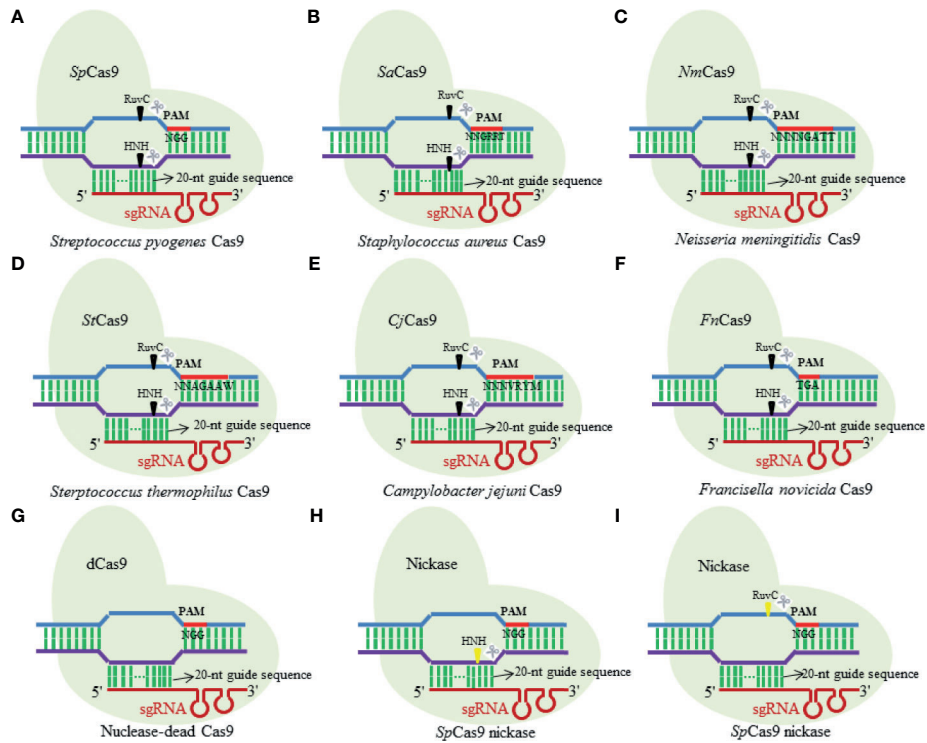 A
SpCas9
RuvC
PAM
NGG
HNH
20-nt guide sequence
5'
3'
sgRNA
Streptococcus pyogenes Cas9
B
SaCas9
RuvC
PAM
NNGRRT
HNH
20-nt guide sequence
5'
3'
sgRNA
Staphylococcus aureus Cas9
C
NmCas9
RuvC
PAM
NNNNGATT
HNH
20-nt guide sequence
5'
3'
sgRNA
Neisseria meningitidis Cas9
D
StCas9
RuvC
PAM
NNAGAAW
HNH
20-nt guide sequence
5'
3'
sgRNA
Sterptococcus thermophilus Cas9
E
CjCas9
RuvC
PAM
NNNVRYM
HNH
20-nt guide sequence
5'
3'
sgRNA
Campylobacter jejuni Cas9
F
FnCas9
RuvC
PAM
TGA
HNH
20-nt guide sequence
5'
3'
sgRNA
Francisella novicida Cas9
G
dCas9
PAM
NGG
20-nt guide sequence
5'
3'
sgRNA
Nuclease-dead Cas9
H
Nickase
PAM
NGG
HNH
20-nt guide sequence
5'
3'
sgRNA
SpCas9 nickase
I
Nickase
RuvC
PAM
NGG
20-nt guide sequence
5'
3'
sgRNA
SpCas9 nickase